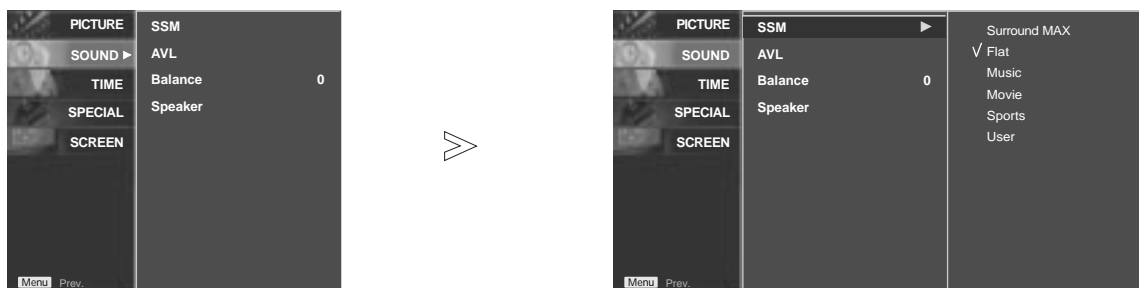 PICTURE
SOUND ►
TIME
SPECIAL
SCREEN
SSM
AVL
Balance 0
Speaker
Menu Prev.
>
PICTURE
SOUND
TIME
SPECIAL
SCREEN
SSM ►
AVL
Balance 0
Speaker
Surround MAX
√ Flat
Music
Movie
Sports
User
Menu Prev.